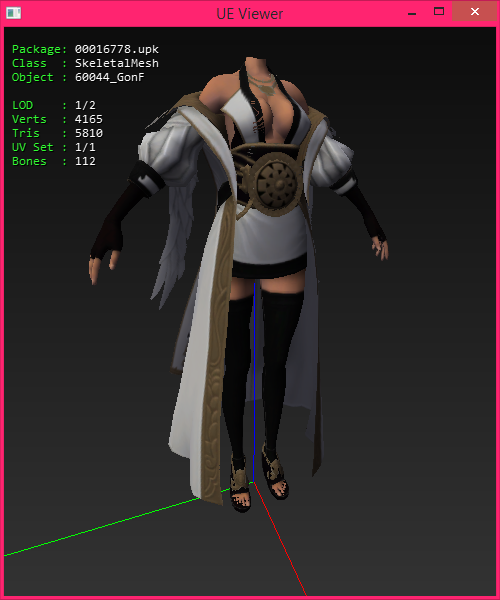 UE Viewer
Package: 00016778.upk
Class : SkeletalMesh
Object : 60044_GonF
LOD : 1/2
Verts : 4165
Tris : 5810
UV Set : 1/1
Bones : 112